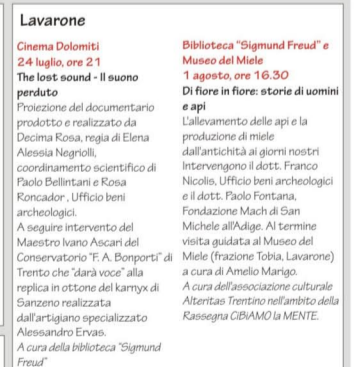 Lavarone
Cinema Dolomiti
24 luglio, ore 21
The lost sound - Il suono
perduto
Proiezione del documentario
prodotto e realizzato da
Decima Rosa, regia di Elena
Alessia Negriolli,
coordinamento scientifico di
Paolo Bellintani e Rosa
Roncador, Ufficio beni
archeologici.
A seguire intervento del
Maestro Ivano Ascari del
Conservatorio "F. A. Bonporti" di
Trento che "darà voce" alla
replica in ottone del karnyx di
Sanzeno realizzata
dall'artigiano specializzato
Alessandro Ervas.
A cura della biblioteca "Sigmund
Freud"
Biblioteca "Sigmund Freud" e
Museo del Miele
1 agosto, ore 16.30
Di fiore in fiore: storie di uomini
e api
L'allevamento delle api e la
produzione di miele
dall'antichità ai giorni nostri
Intervengono il dott. Franco
Nicolis, Ufficio beni archeologici
e il dott. Paolo Fontana,
Fondazione Mach di San
Michele all'Adige. Al termine
visita guidata al Museo del
Miele (frazione Tobia, Lavarone)
a cura di Amelio Marigo.
A cura dell'associazione culturale
Alteritas Trentino nell'ambito della
Rassegna CIBiAMO la MENTE.